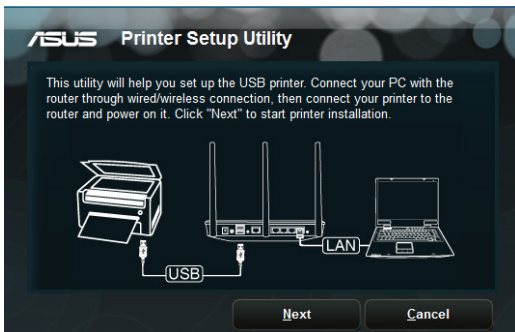 ASUS Printer Setup Utility
This utility will help you set up the USB printer. Connect your PC with the
router through wired/wireless connection, then connect your printer to the
router and power on it. Click "Next" to start printer installation.
LAN
USB
Next Cancel